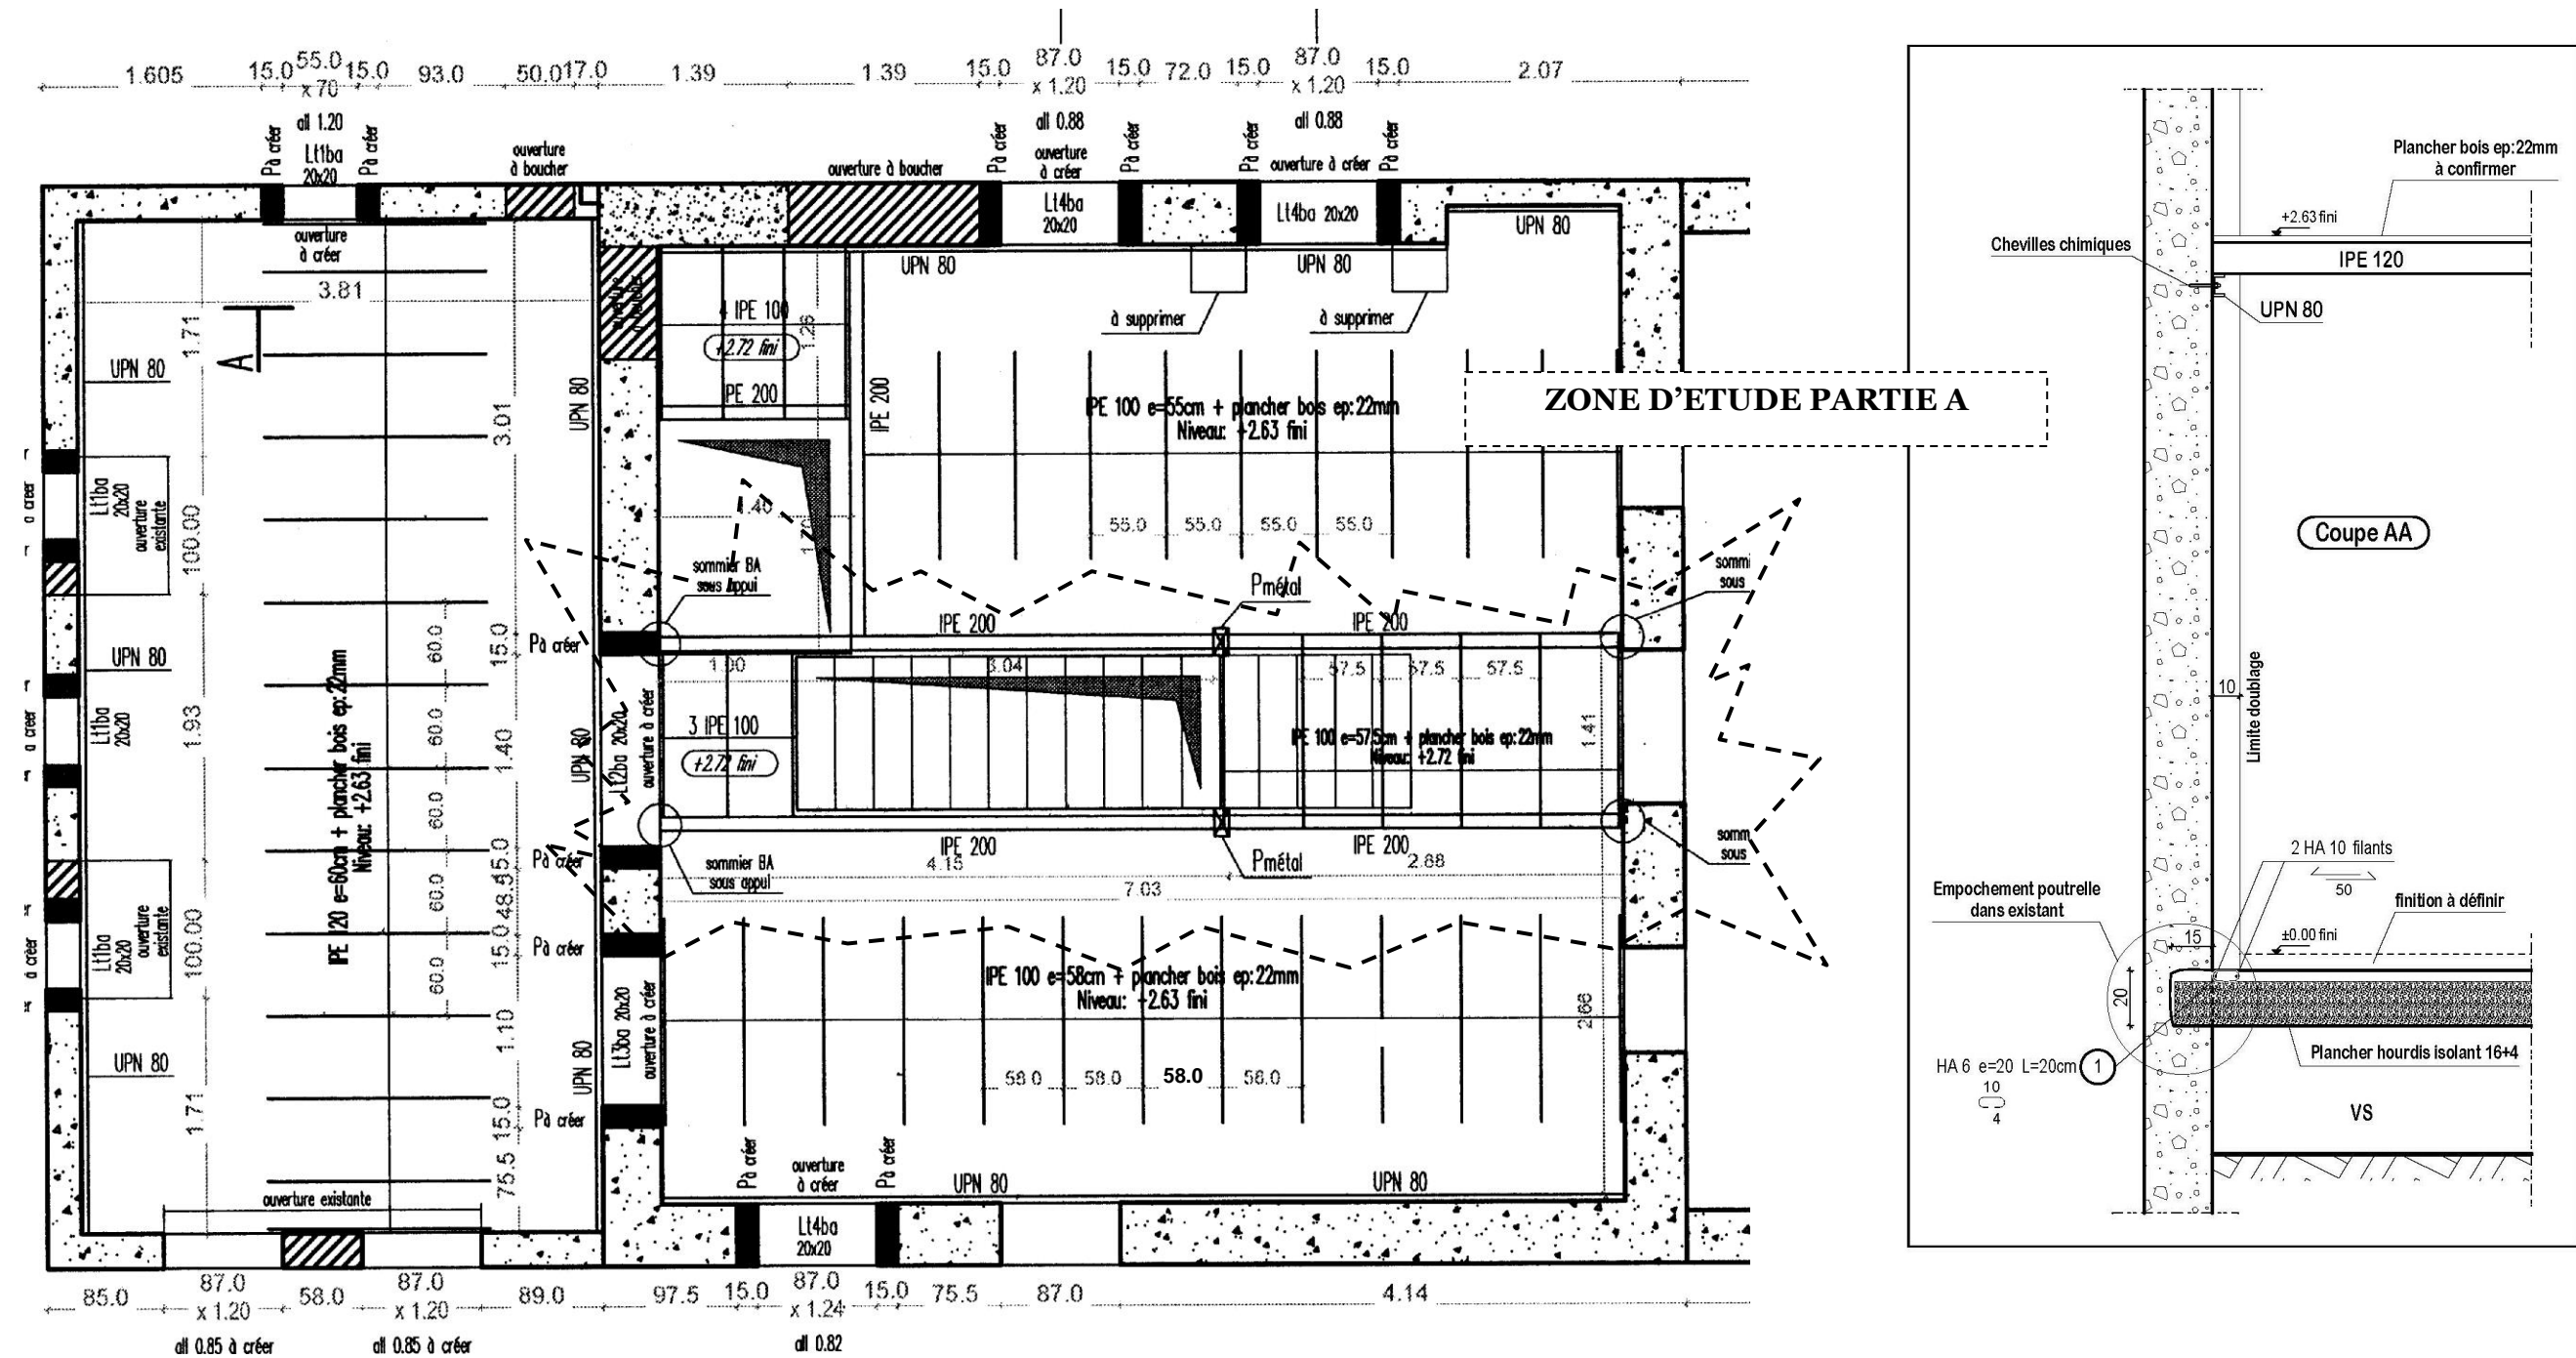 1.605
15.0
55.0
x 70
15.0
93.0
50.0
17.0
1.39
1.39
15.0
87.0
x 1.20
15.0
72.0
15.0
87.0
x 1.20
15.0
2.07
all 1.20
all 0.88
all 0.88
Pà créer
Lt1ba
20x20
Pà créer
ouverture
à boucher
ouverture à boucher
Pà créer
ouverture
à créer
Pà créer
Pà créer
ouverture à créer
Pà créer
Lt4ba
20x20
Lt4ba 20x20
ouverture
à créer
3.81
UPN 80
UPN 80
UPN 80
A
1.71
UPN 80
3.01
UPN 80
4 IPE 100
+2.72 fini
1.26
PE 200
IPE 200
à supprimer
à supprimer
IPE 100 e=55cm + plancher bois ep:22mm
Niveau: +2.63 fini
ZONE D'ETUDE PARTIE A
55.0
55.0
55.0
55.0
1.40
Lt1ba
20x20
ouverture
existante
100.00
sommier BA
sous appui
Pmétal
somm
sous
IPE 200
IPE 200
60.0
15.0
Pà créer
1.90
3.04
57.5
57.5
57.5
UPN 80
à créer
Lt1ba
20x20
1.93
IPE 120 e=60cm + plancher bois ep:22mm
Niveau: +2.63 fini
60.0
1.40
UPN 80
Lt2ba 20x20
ouverture à créer
3 IPE 100
+2.72 fini
IPE 100 e=57.5cm + plancher bois ep:22mm
Niveau: +2.72 fini
1.41
60.0
60.0
60.0
15.0
48.5
15.0
Pà créer
IPE 200
IPE 200
sommier BA
sous appui
4.15
Pmétal
2.88
7.03
somm
sous
Lt1ba
20x20
ouverture
existante
100.00
à créer
Pà créer
IPE 100 e=58cm + plancher bois ep:22mm
Niveau: +2.63 fini
2.66
Lt3ba 20x20
ouverture à créer
1.10
UPN 80
UPN 80
58.0
58.0
58.0
58.0
1.71
15.0
Pà créer
75.5
ouverture existante
Pà créer
ouverture
à créer
Pà créer
UPN 80
UPN 80
Lt4ba
20x20
85.0
87.0
x 1.20
58.0
87.0
x 1.20
89.0
97.5
15.0
87.0
x 1.24
15.0
75.5
87.0
4.14
all 0.85 à créer
all 0.85 à créer
all 0.82
Plancher bois ep:22mm
à confirmer
+2.63 fini
Chevilles chimiques
IPE 120
UPN 80
Coupe AA
10
Limite doublage
2 HA 10 filants
50
Empochement poutrelle
dans existant
finition à définir
15
±0.00 fini
20
Plancher hourdis isolant 16+4
HA 6 e=20 L=20cm
1
10
4
VS